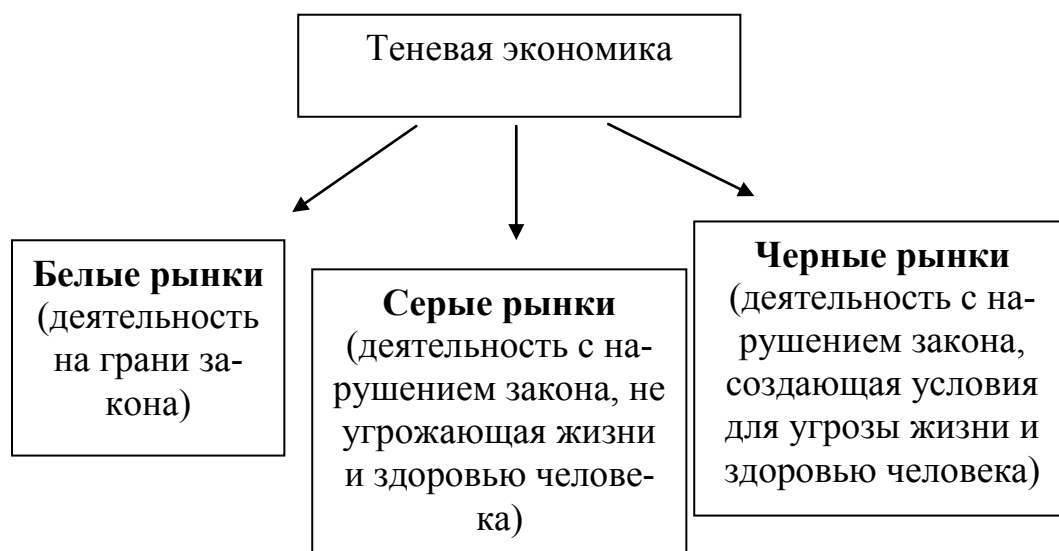 Теневая экономика
Белые рынки
(деятельность
на грани за-
кона)
Серые рынки
(деятельность с на-
рушением закона, не
угрожающая жизни
и здоровью челове-
ка)
Черные рынки
(деятельность с на-
рушением закона,
создающая условия
для угрозы жизни и
здоровью человека)